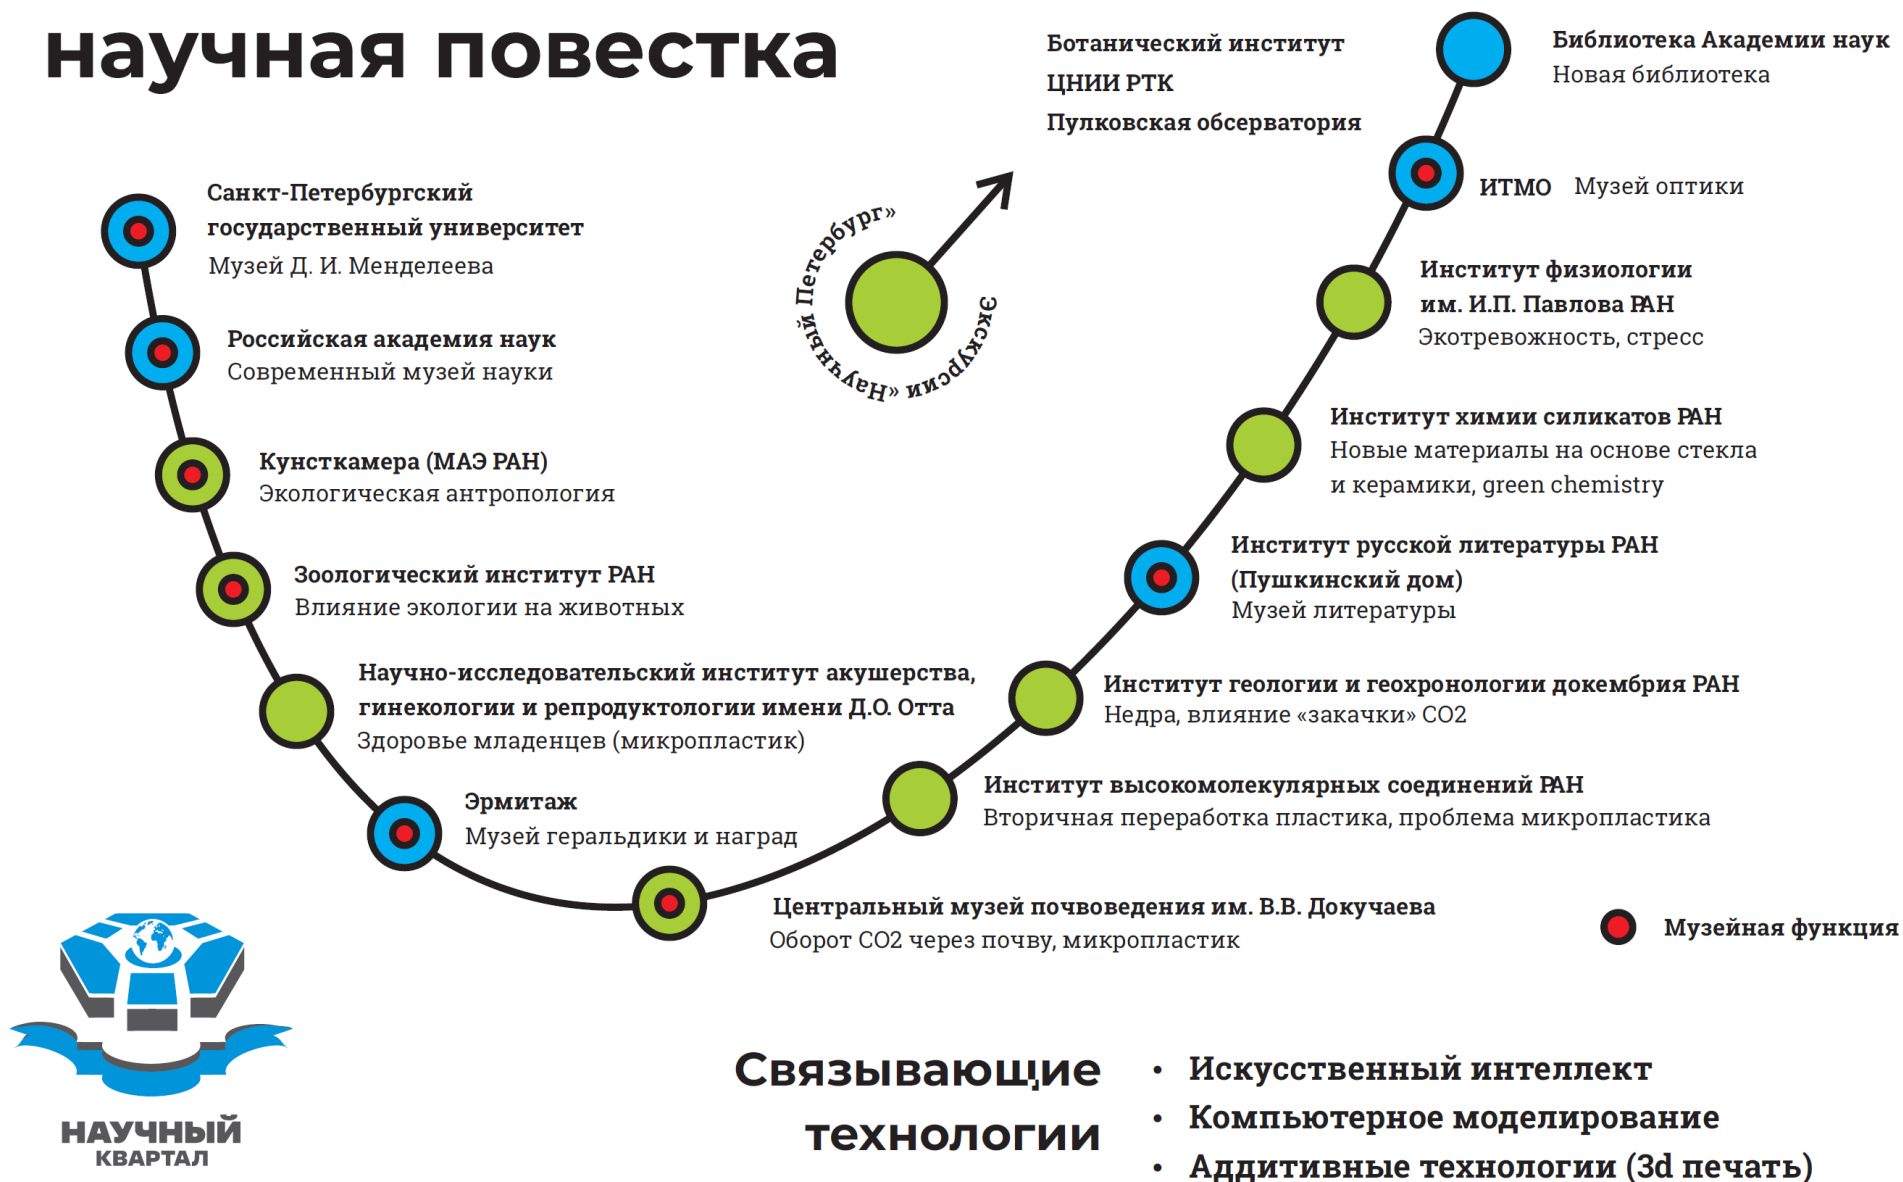 научная повестка
Санкт-Петербургский
государственный университет
Музей Д. И. Менделеева
Российская академия наук
Современный музей науки
Кунсткамера (МАЭ РАН)
Экологическая антропология
Зоологический институт РАН
Влияние экологии на животных
Научно-исследовательский институт акушерства,
гинекологии и репродуктологии имени Д.О. Отта
Здоровье младенцев (микропластик)
Эрмитаж
Музей геральдики и наград
Центральный музей почвоведения им. В.В. Докучаева
Оборот СО2 через почву, микропластик
Институт высокомолекулярных соединений РАН
Вторичная переработка пластика, проблема микропластика
Институт геологии и геохронологии докембрия РАН
Недра, влияние «закачки» СО2
Институт русской литературы РАН
(Пушкинский дом)
Музей литературы
Институт химии силикатов РАН
Новые материалы на основе стекла
и керамики, green chemistry
Институт физиологии
им. И.П. Павлова РАН
Экотревожность, стресс
ИТМО Музей оптики
Библиотека Академии наук
Новая библиотека
Экскурсии «Научный Петербург»
Ботанический институт
ЦНИИ РТК
Пулковская обсерватория
Музейная функция
НАУЧНЫЙ
КВАРТАЛ
Связывающие
технологии
• Искусственный интеллект
• Компьютерное моделирование
• Аддитивные технологии (3d печать)